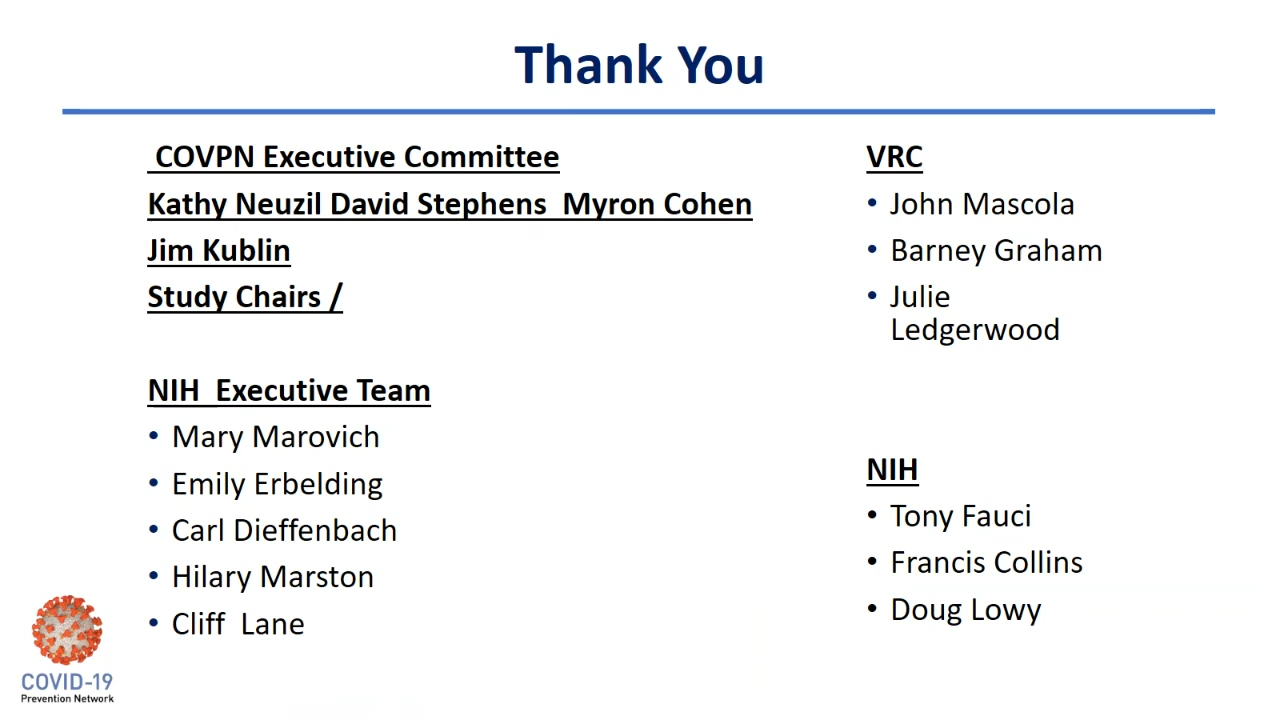 Thank You
COVPN Executive Committee
Kathy Neuzil David Stephens  Myron Cohen
Jim Kublin
Study Chairs /
NIH  Executive Team
• Mary Marovich
• Emily Erbelding
• Carl Dieffenbach
• Hilary Marston
• Cliff  Lane
VRC
• John Mascola
• Barney Graham
• Julie
Ledgerwood
NIH
• Tony Fauci
• Francis Collins
• Doug Lowy
COVID-19
Prevention Network